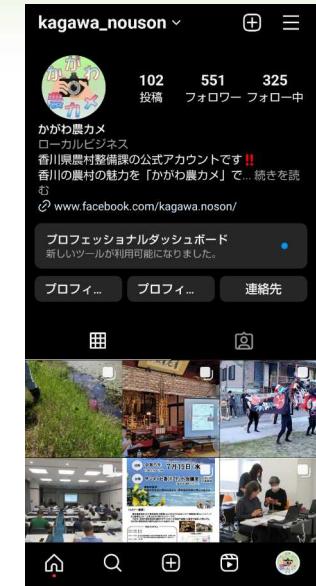 kagawa_nouson
かがわ
農カメ
102 551 325
投稿 フォロワー フォロー中
かがわ農カメ
ローカルビジネス
香川県農村整備課の公式アカウントです‼
香川の農村の魅力を「かがわ農カメ」で... 続きを読
む
www.facebook.com/kagawa.noson/
プロフェッショナルダッシュボード
新しいツールが利用可能になりました。
プロフィ... プロフィ... 連絡先
7月19日(水